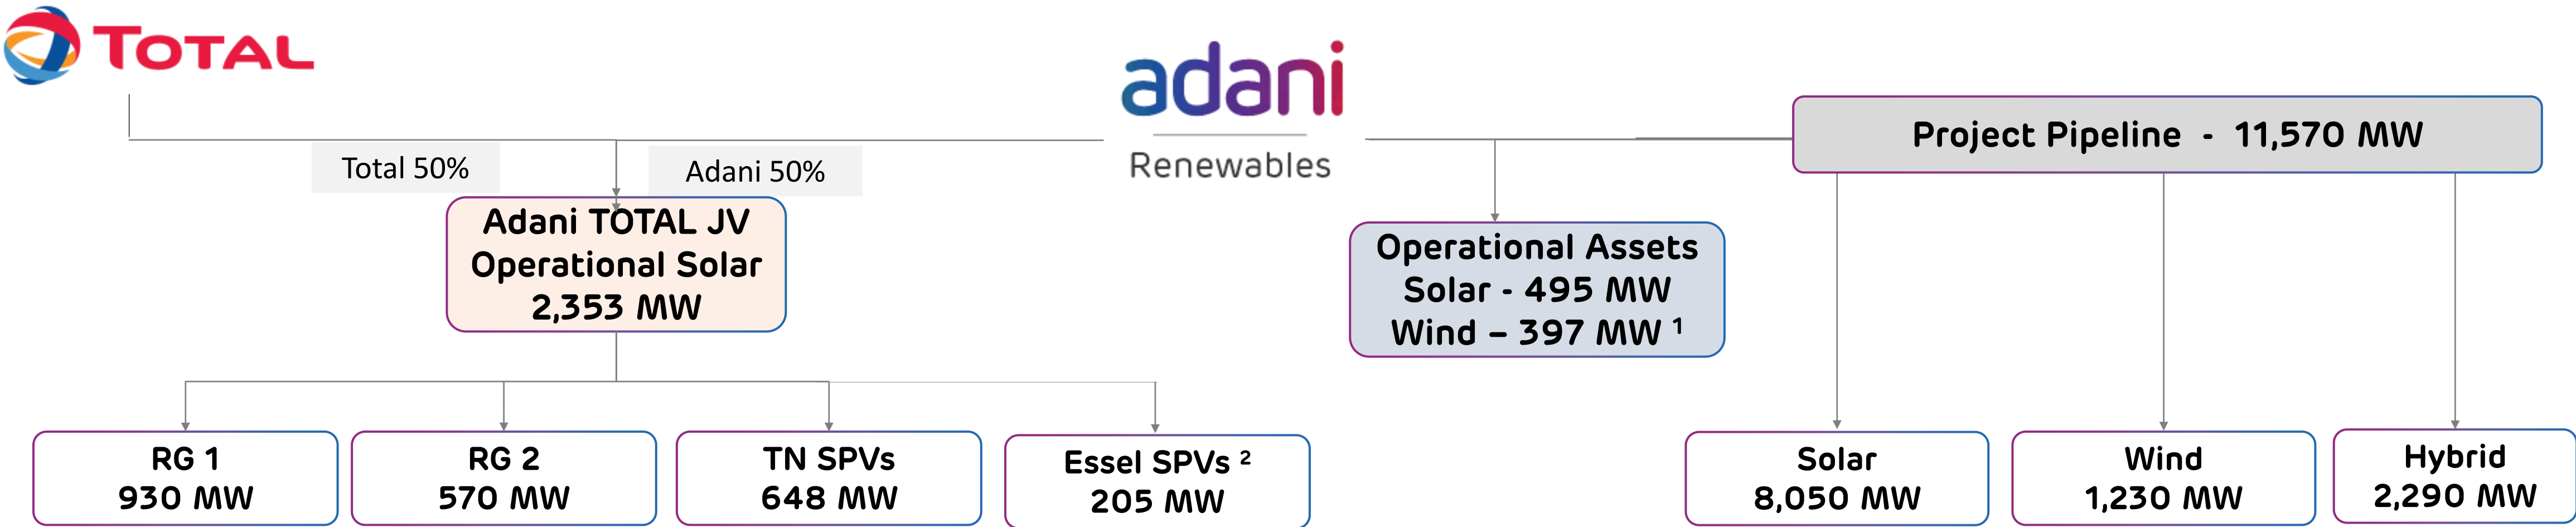 TOTAL
adani
Renewables
Project Pipeline - 11,570 MW
Total 50%
Adani 50%
Adani TOTAL JV
Operational Solar
2,353 MW
Operational Assets
Solar - 495 MW
Wind – 397 MW ¹
RG 1
930 MW
RG 2
570 MW
TN SPVs
648 MW
Essel SPVs ²
205 MW
Solar
8,050 MW
Wind
1,230 MW
Hybrid
2,290 MW